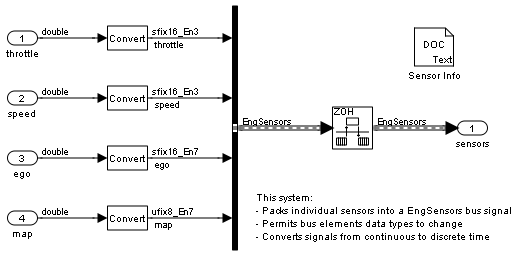 1
throttle
double
Convert
sfix16_En3
throttle
2
speed
double
Convert
sfix16_En3
speed
3
ego
double
Convert
sfix16_En7
ego
4
map
double
Convert
ufix8_En7
map
EngSensors
ZOH
EngSensors
1
sensors
DOC
Text
Sensor Info
This system:
- Packs individual sensors into a EngSensors bus signal
- Permits bus elements data types to change
- Converts signals from continuous to discrete time